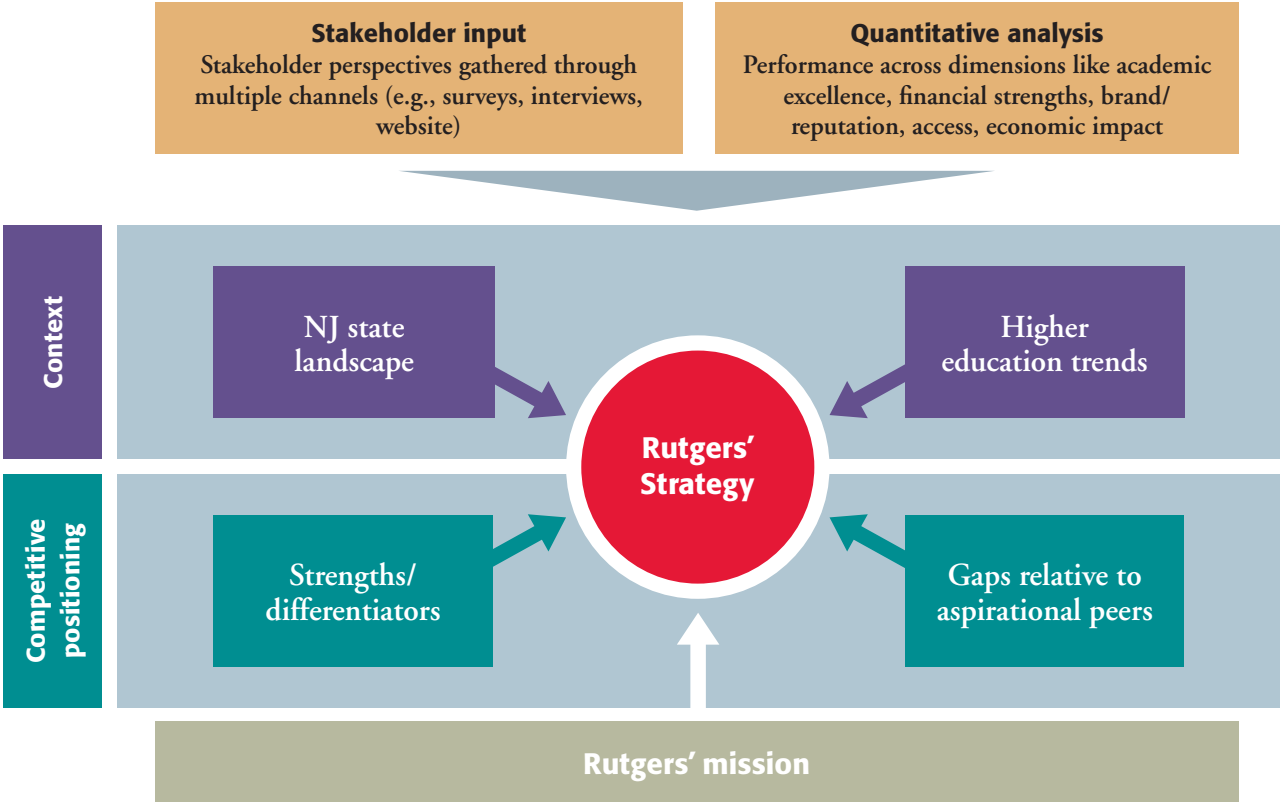 Stakeholder input
Stakeholder perspectives gathered through
multiple channels (e.g., surveys, interviews,
website)
Quantitative analysis
Performance across dimensions like academic
excellence, financial strengths, brand/
reputation, access, economic impact
Context
NJ state
landscape
Higher
education trends
Rutgers’
Strategy
Competitive
positioning
Strengths/
differentiators
Gaps relative to
aspirational peers
Rutgers’ mission